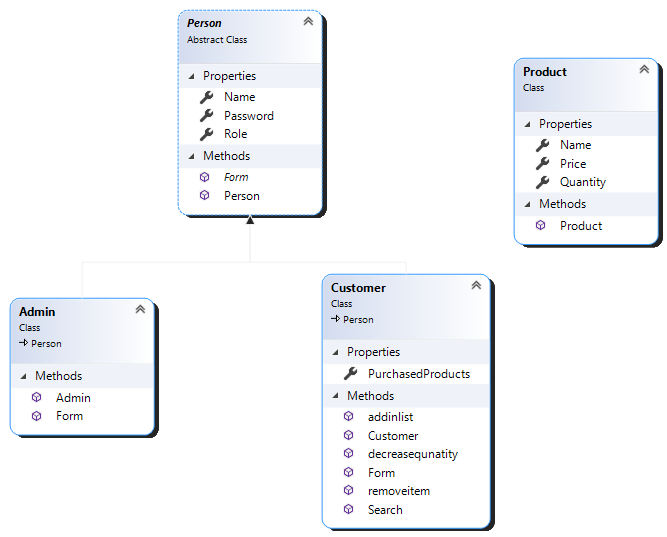 Person
Abstract Class
Properties
Name
Password
Role
Methods
Form
Person
Product
Class
Properties
Name
Price
Quantity
Methods
Product
Admin
Class
Person
Methods
Admin
Form
Customer
Class
Person
Properties
PurchasedProducts
Methods
addinlist
Customer
decreasequnatity
Form
removeitem
Search